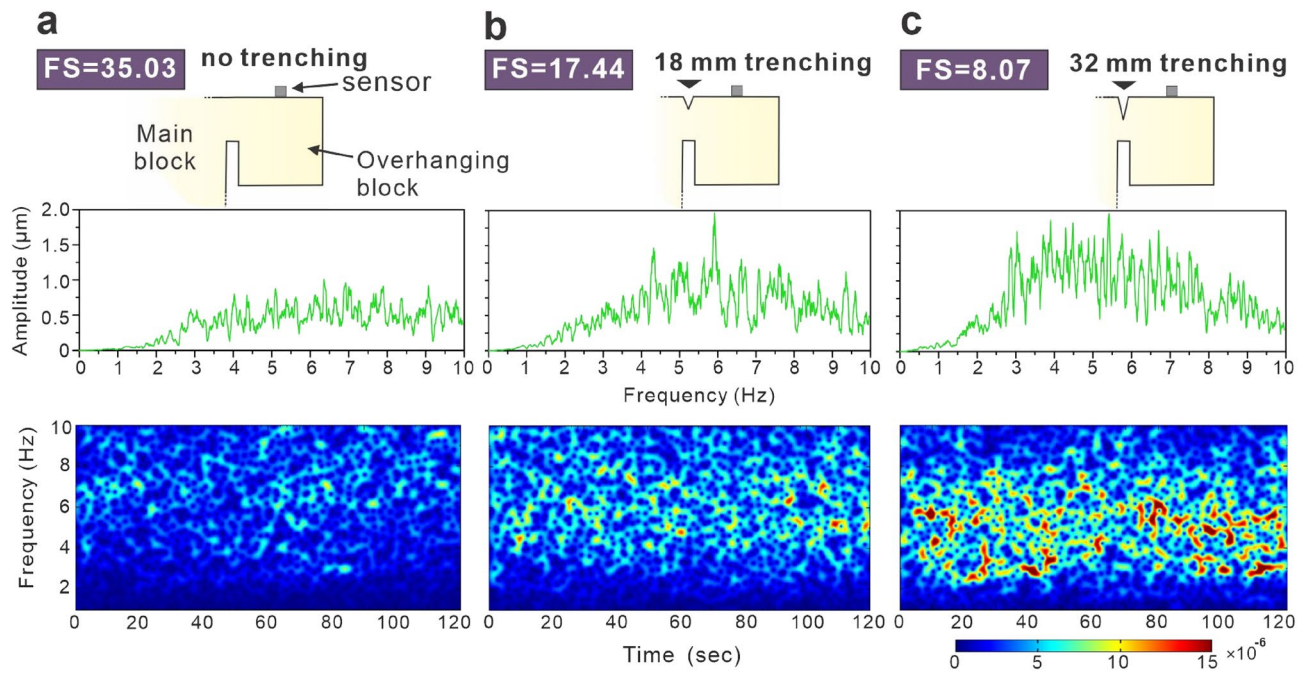 a
FS=35.03
no trenching
sensor
Main
block
Overhanging
block
b
FS=17.44
18 mm trenching
c
FS=8.07
32 mm trenching
Amplitude (μm)
2.0
1.5
1.0
0.5
0
0 1 2 3 4 5 6 7 8 9 10
0 1 2 3 4 5 6 7 8 9 10
0 1 2 3 4 5 6 7 8 9 10
Frequency (Hz)
Frequency (Hz)
10
8
6
4
2
0 20 40 60 80 100 120
0 20 40 60 80 100 120
0 20 40 60 80 100 120
Time (sec)
0 5 10 15 ×10⁻⁶